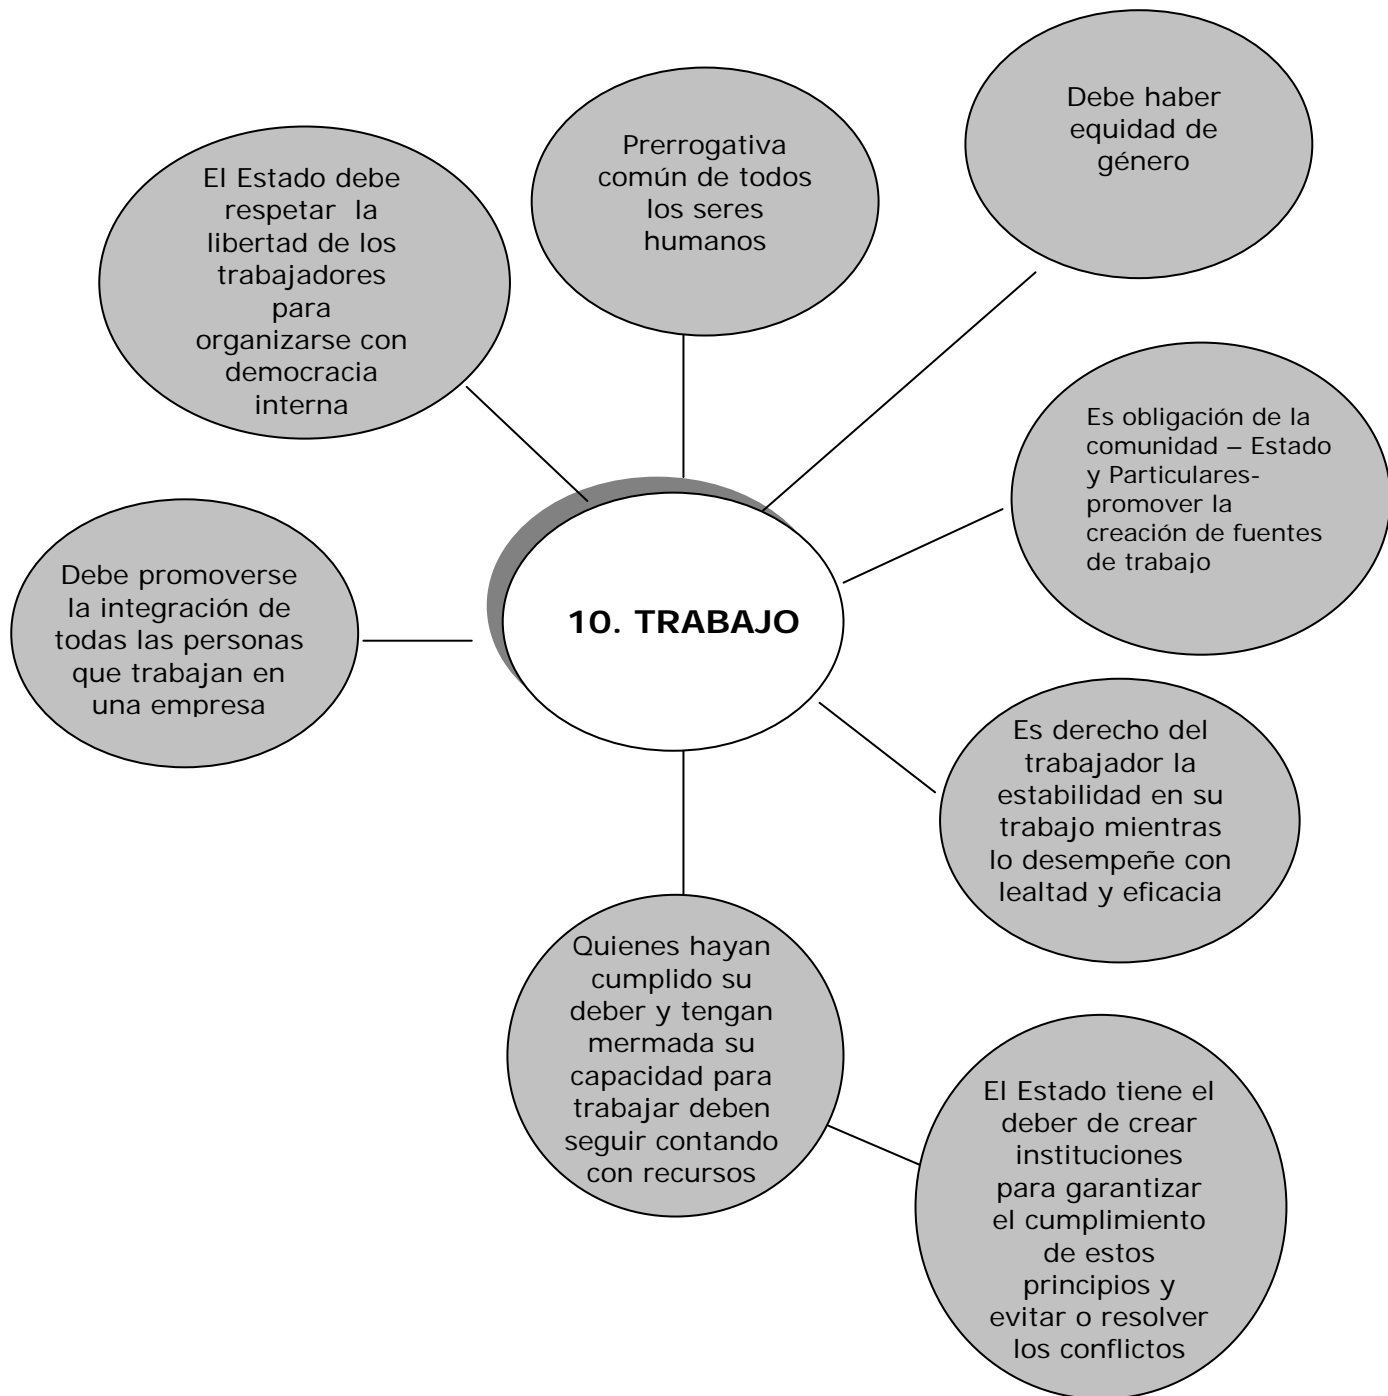 Debe haber
equidad de
género
Prerrogativa
común de todos
los seres
humanos
El Estado debe
respetar la
libertad de los
trabajadores
para
organizarse con
democracia
interna
Es obligación de la
comunidad – Estado
y Particulares-
promover la
creación de fuentes
de trabajo
Debe promoverse
la integración de
todas las personas
que trabajan en
una empresa
10. TRABAJO
Es derecho del
trabajador la
estabilidad en su
trabajo mientras
lo desempeñe con
lealtad y eficacia
Quienes hayan
cumplido su
deber y tengan
mermada su
capacidad para
trabajar deben
seguir contando
con recursos
El Estado tiene el
deber de crear
instituciones
para garantizar
el cumplimiento
de estos
principios y
evitar o resolver
los conflictos